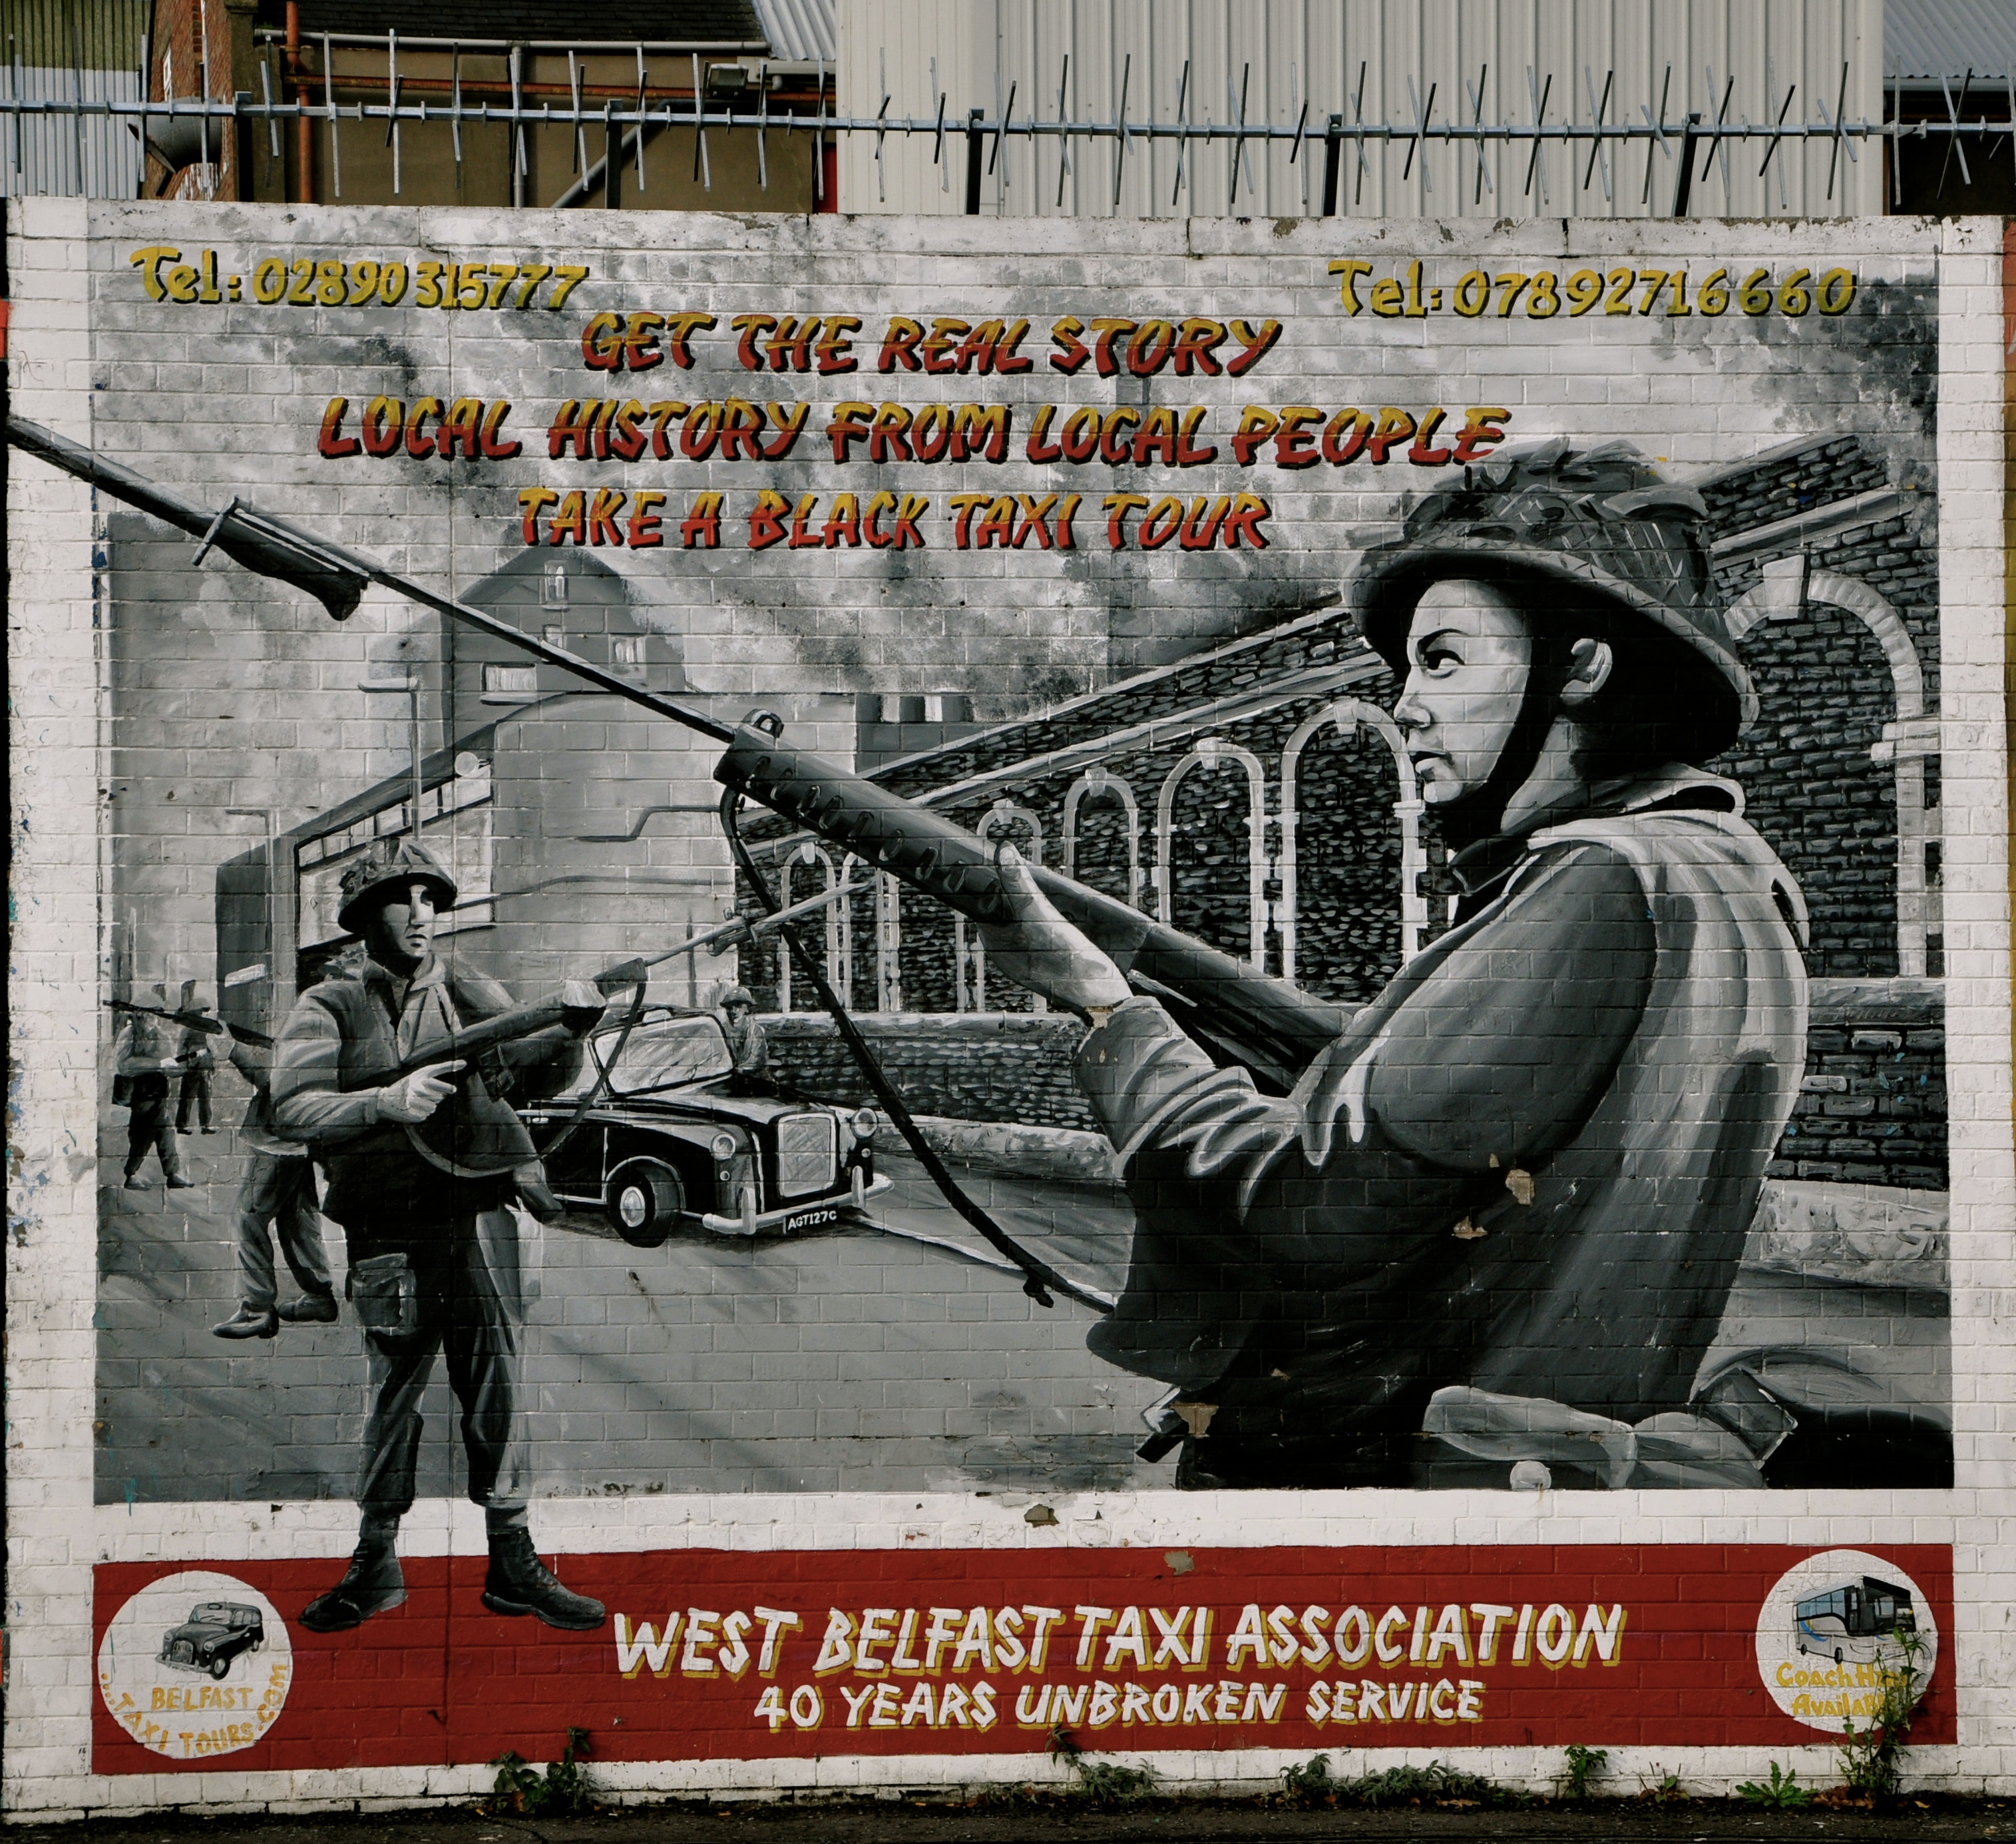 Tel: 02890 315777
Tel: 07892716660
GET THE REAL STORY
LOCAL HISTORY FROM LOCAL PEOPLE
TAKE A BLACK TAXI TOUR
AGT127C
WEST BELFAST TAXI ASSOCIATION
40 YEARS UNBROKEN SERVICE
... BELFAST
TAXI TOURS.COM
Coach